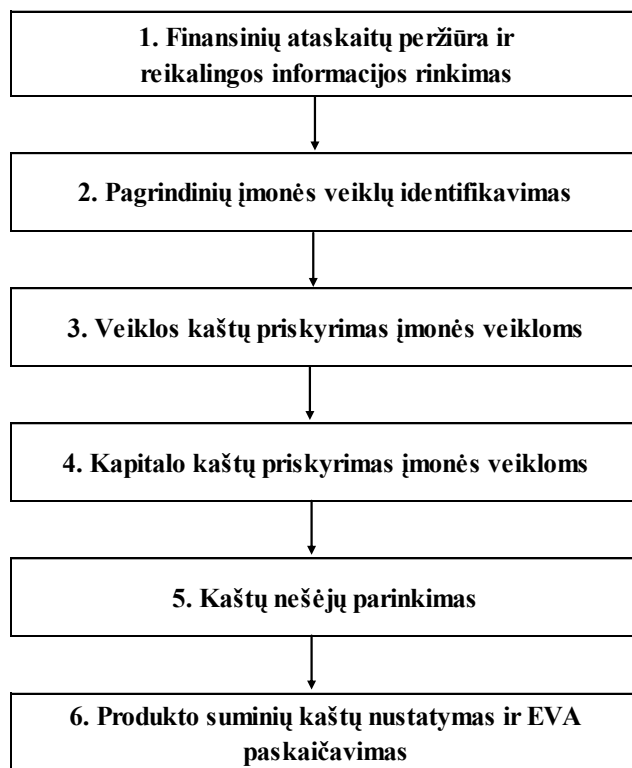 1. Finansinių ataskaitų peržiūra ir
reikalingos informacijos rinkimas
2. Pagrindinių įmonės veiklų identifikavimas
3. Veiklos kaštų priskyrimas įmonės veikloms
4. Kapitalo kaštų priskyrimas įmonės veikloms
5. Kaštų nešėjų parinkimas
6. Produkto suminių kaštų nustatymas ir EVA
paskaičavimas